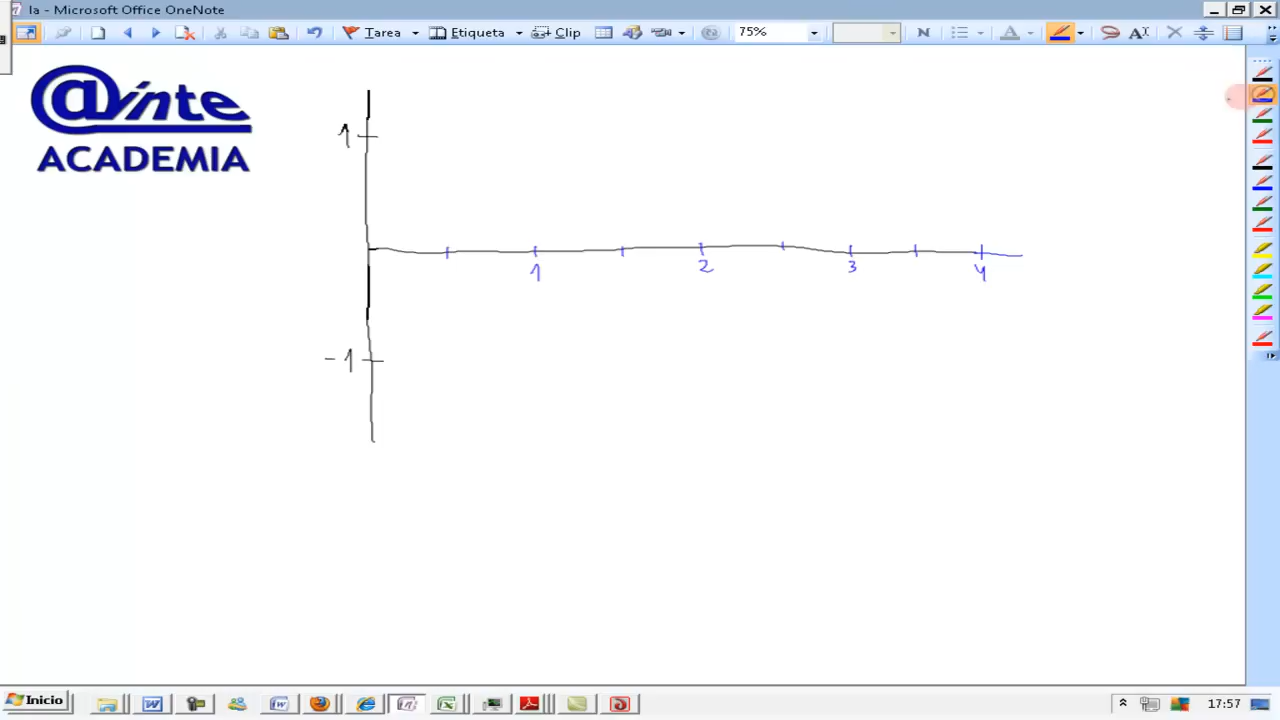 Ia - Microsoft Office OneNote
Tarea Etiqueta Clip 75% N A A
@inte
ACADEMIA
1
1 2 3 4
-1
Inicio 17:57